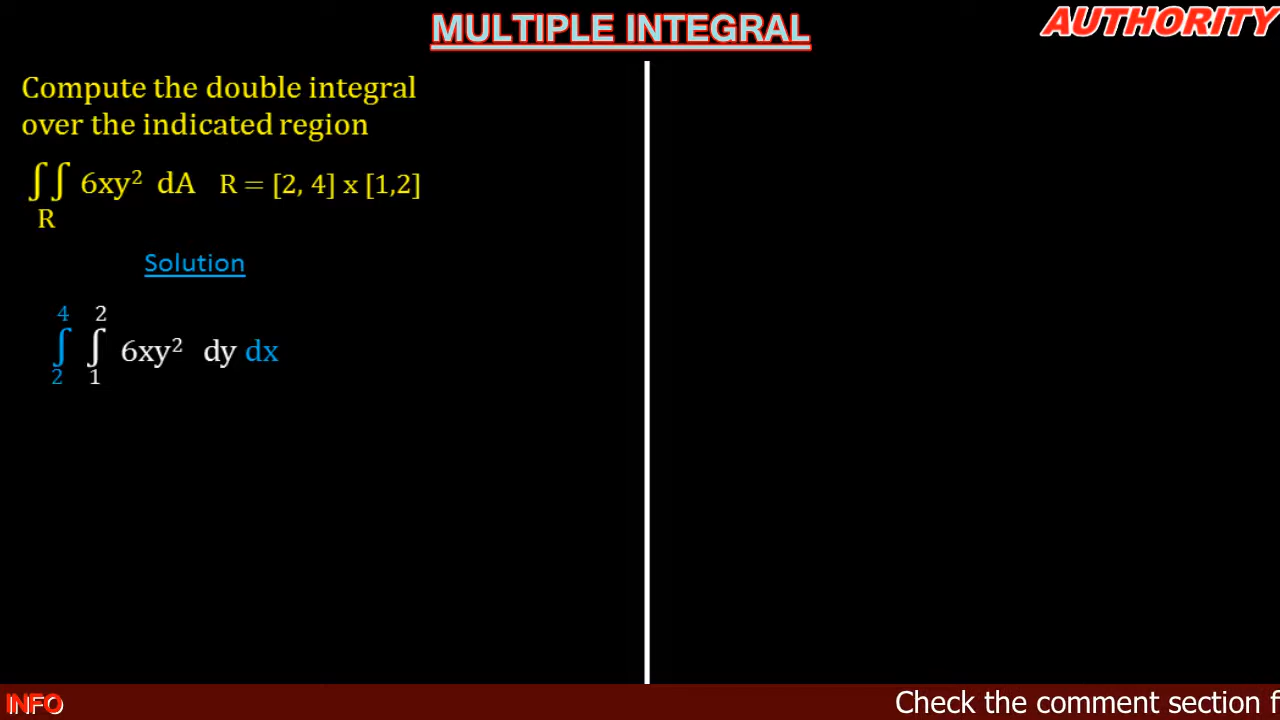 MULTIPLE INTEGRAL
AUTHORITY
Compute the double integral
over the indicated region
∫∫ 6xy² dA R = [2, 4] x [1,2]
R
Solution
4 2
∫ ∫ 6xy² dy dx
2 1
INFO
Check the comment section f